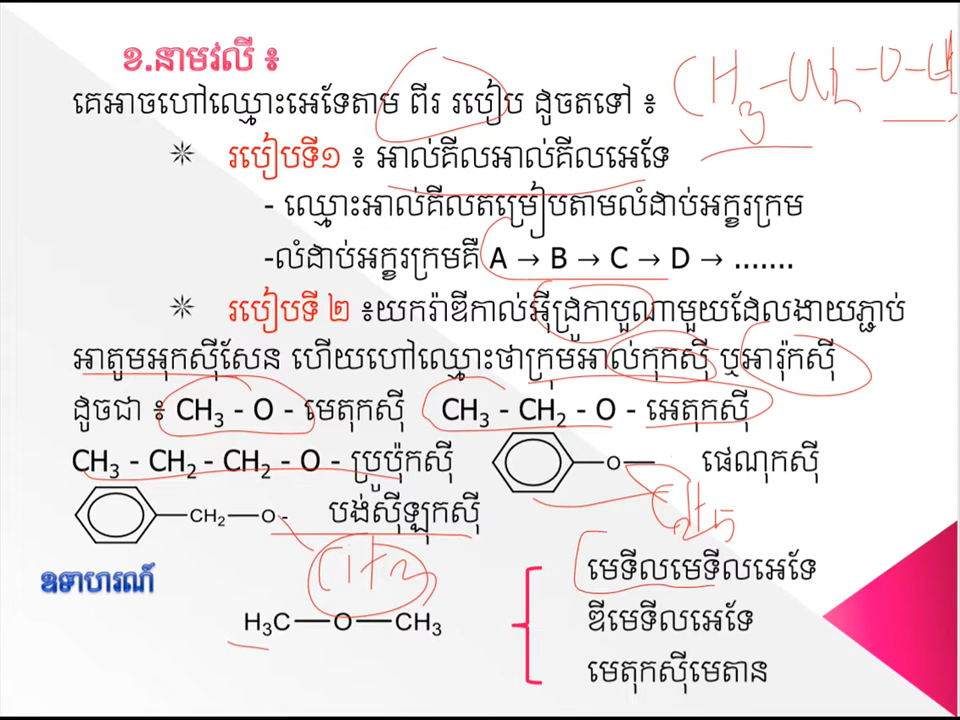 ខ.នាមវលី ៖
គេអាចហៅឈ្មោះអេទែតាម ពីរ របៀប ដូចតទៅ ៖
CH3 - CH2 - O -
របៀបទី១ ៖ អាល់គីលអាល់គីលអេទែ
- ឈ្មោះអាល់គីលតម្រៀបតាមលំដាប់អក្ខរក្រម
-លំដាប់អក្ខរក្រមគឺ A → B → C → D → .......
របៀបទី ២ ៖យករ៉ាឌីកាល់អ៊ីដ្រូកាបួណាមួយដែលងាយភ្ជាប់
អាតូមអុកស៊ីសែន ហើយហៅឈ្មោះថាក្រុមអាល់កុកស៊ី ឬអារ៉ុកស៊ី
ដូចជា ៖ CH3 - O - មេតុកស៊ី CH3 - CH2 - O - អេតុកស៊ី
CH3 - CH2 - CH2 - O - ប្រូប៉ុកស៊ី O ផេណុកស៊ី
C2H5
CH2 O - បង់ស៊ីឡុកស៊ី
CH3
ឧទាហរណ៍
H3C O CH3
មេទីលមេទីលអេទែ
ឌីមេទីលអេទែ
មេតុកស៊ីមេតាន